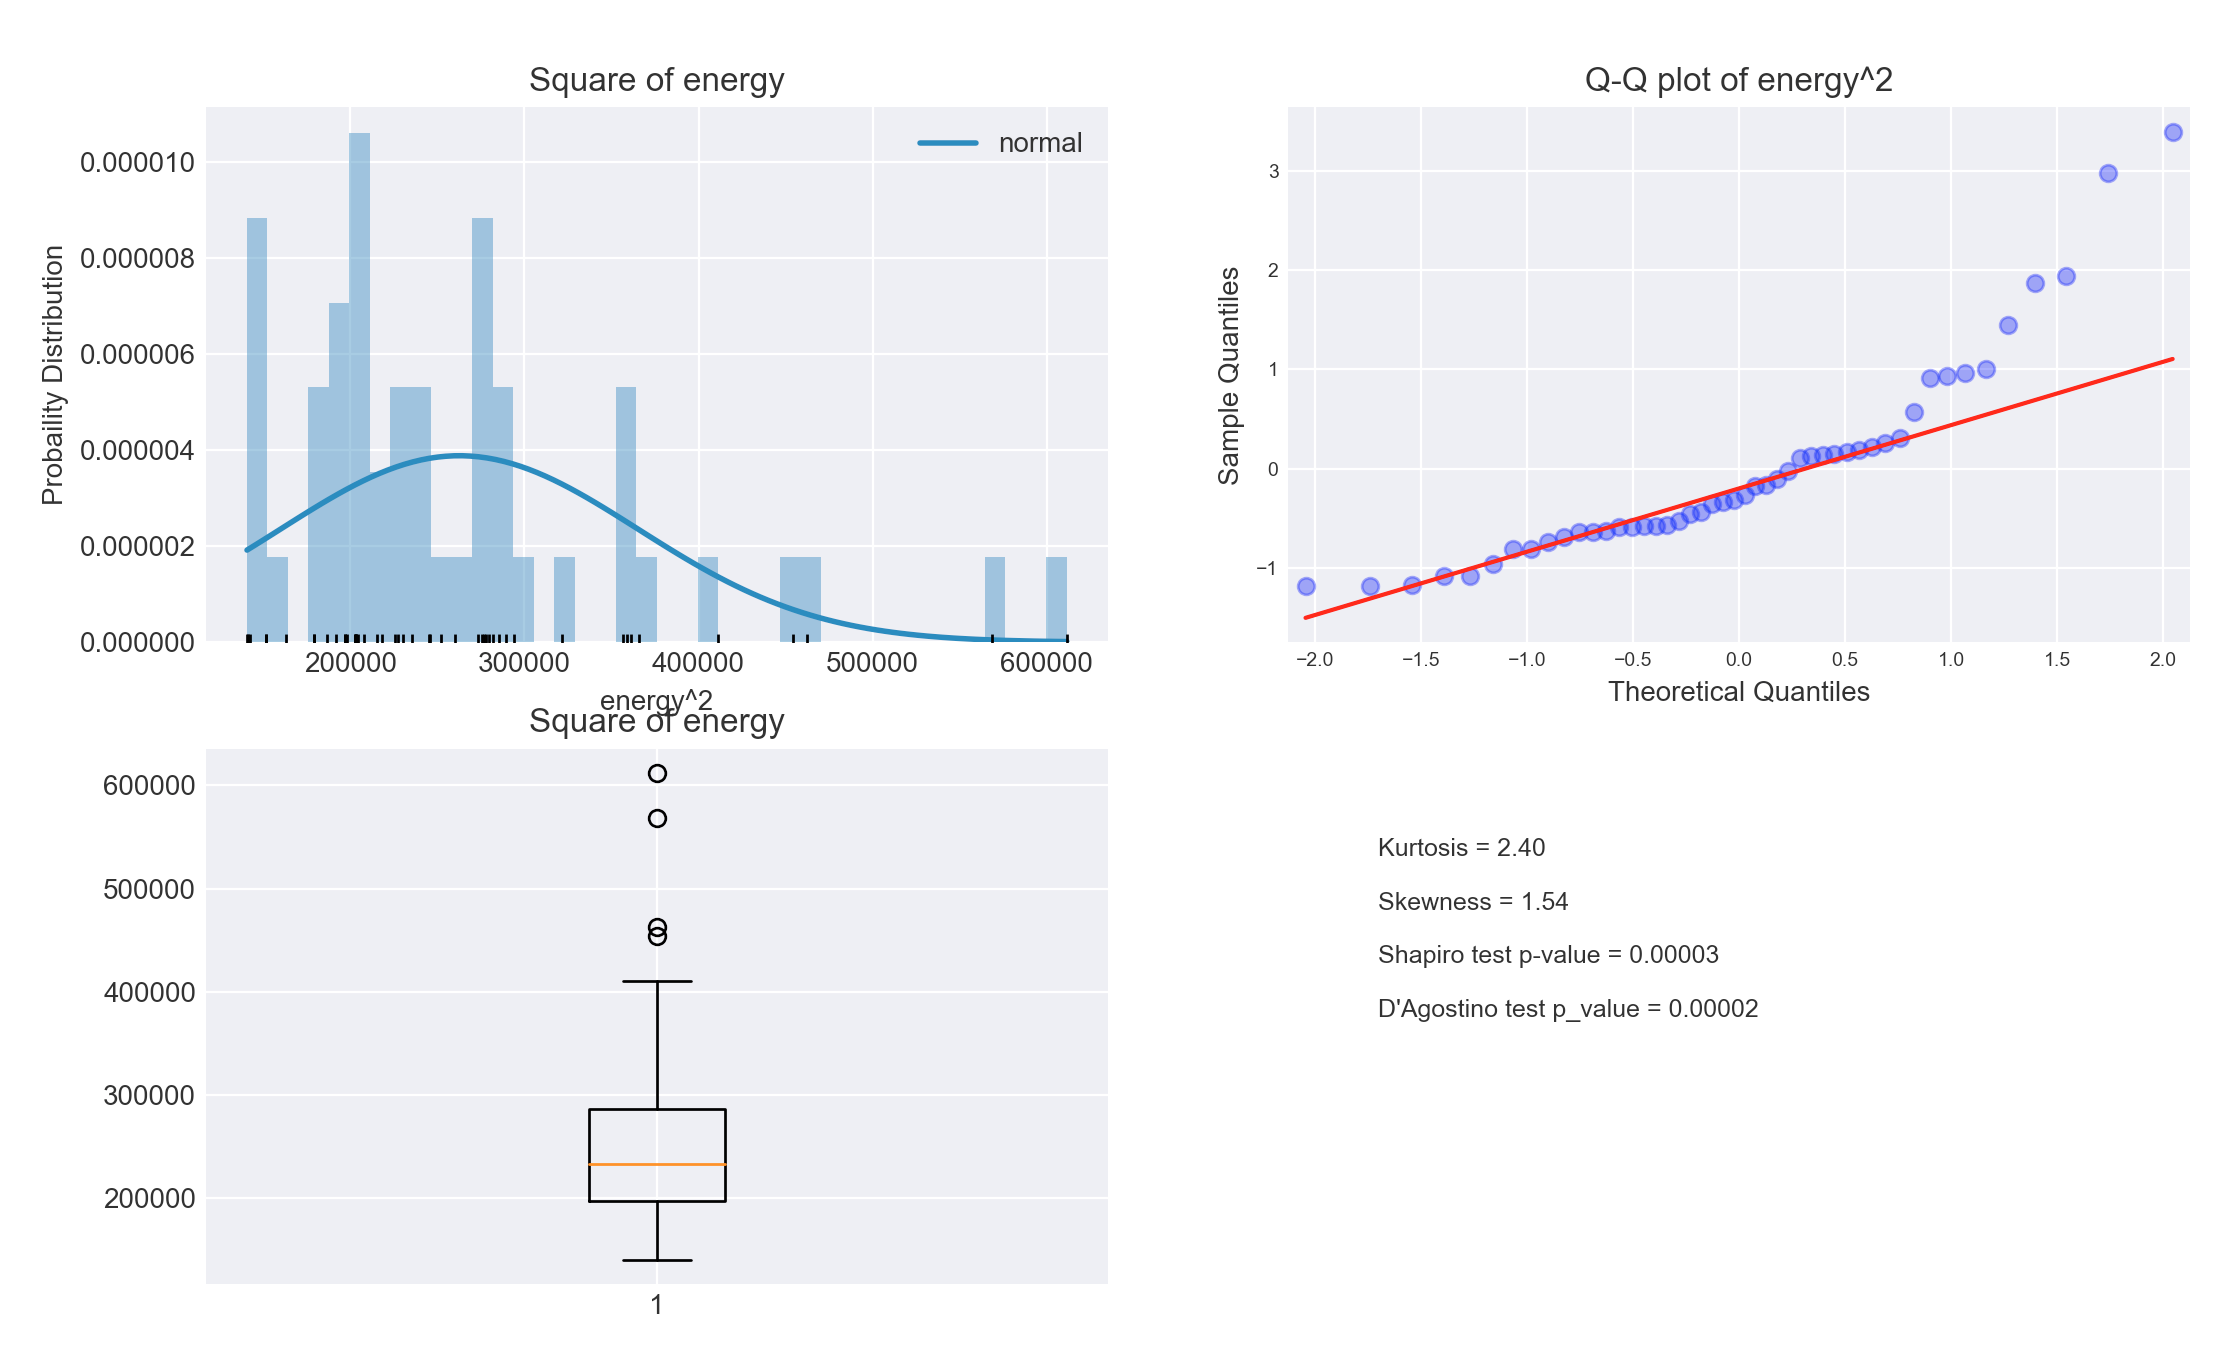 Square of energy
normal
0.000010
0.000008
0.000006
0.000004
0.000002
0.000000
Probaility Distribution
200000 300000 400000 500000 600000
energy^2
Q-Q plot of energy^2
3
2
1
0
−1
Sample Quantiles
−2.0 −1.5 −1.0 −0.5 0.0 0.5 1.0 1.5 2.0
Theoretical Quantiles
Square of energy
600000
500000
400000
300000
200000
1
Kurtosis = 2.40
Skewness = 1.54
Shapiro test p-value = 0.00003
D'Agostino test p_value = 0.00002